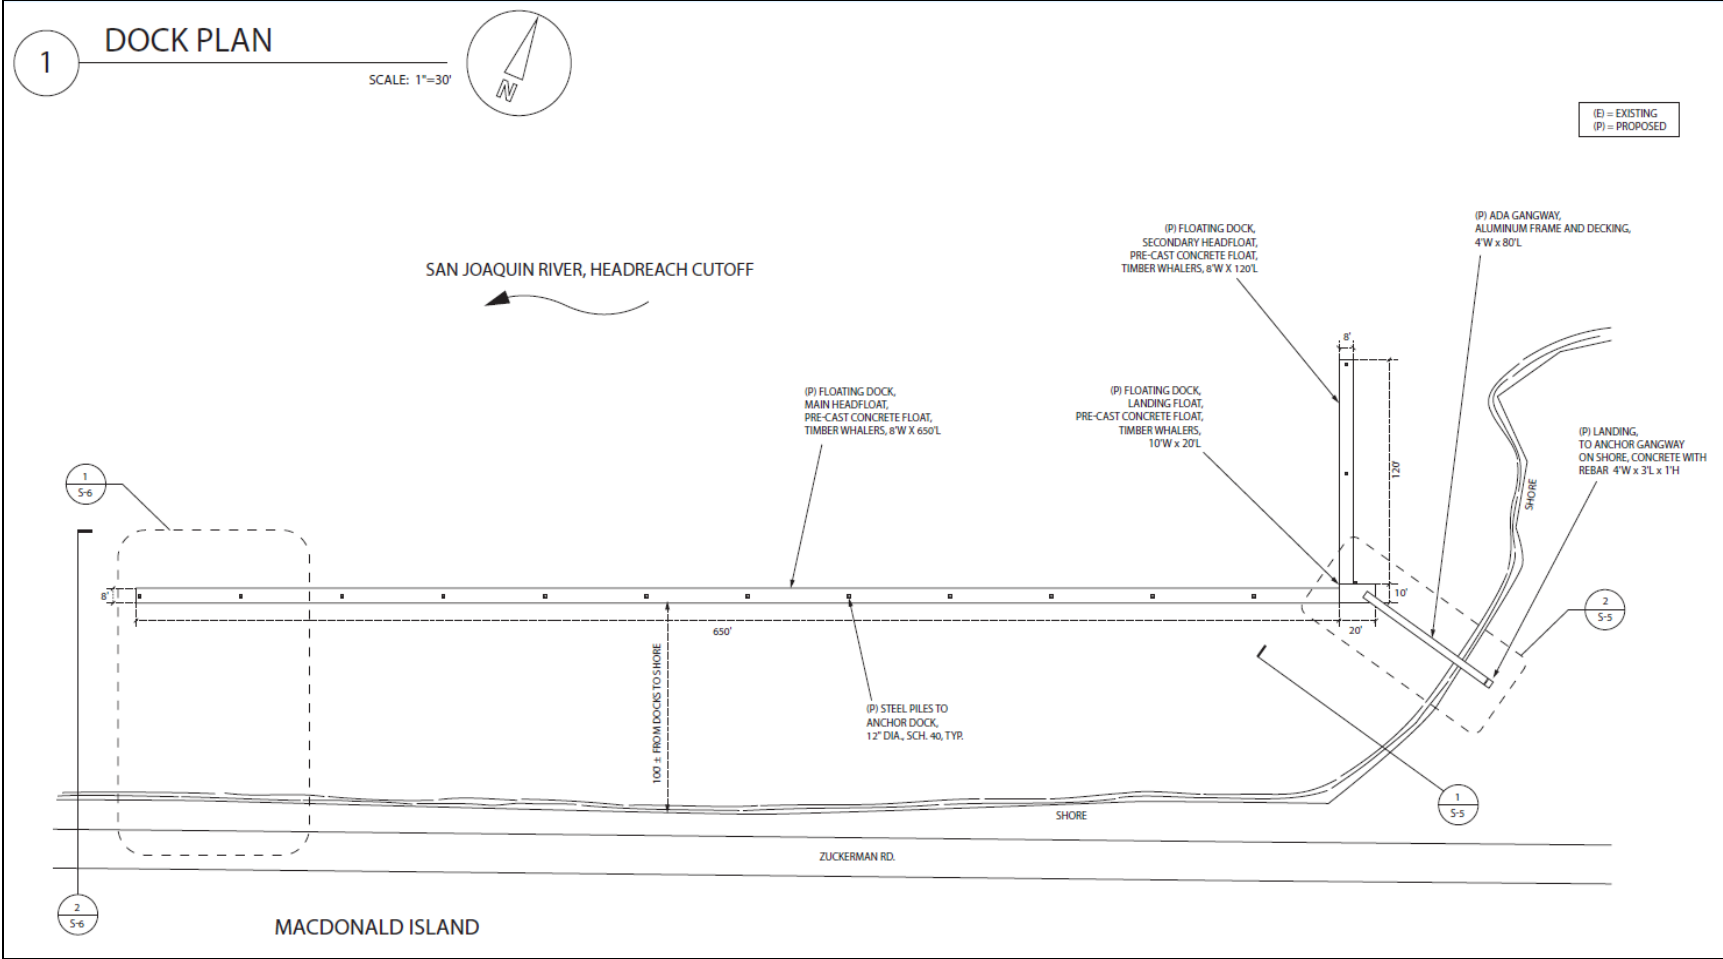 1
DOCK PLAN
SCALE: 1"=30'
N
(E) = EXISTING
(P) = PROPOSED
SAN JOAQUIN RIVER, HEADREACH CUTOFF
(P) FLOATING DOCK,
SECONDARY HEADFLOAT,
PRE-CAST CONCRETE FLOAT,
TIMBER WHALERS, 8'W X 120'L
(P) ADA GANGWAY,
ALUMINUM FRAME AND DECKING,
4'W x 80'L
8'
(P) FLOATING DOCK,
MAIN HEADFLOAT,
PRE-CAST CONCRETE FLOAT,
TIMBER WHALERS, 8'W X 650'L
(P) FLOATING DOCK,
LANDING FLOAT,
PRE-CAST CONCRETE FLOAT,
TIMBER WHALERS,
10'W x 20'L
120'
(P) LANDING,
TO ANCHOR GANGWAY
ON SHORE, CONCRETE WITH
REBAR 4'W x 3'L x 1'H
SHORE
1
S-6
8'
650'
10'
20'
2
S-5
100' ± FROM DOCKS TO SHORE
(P) STEEL PILES TO
ANCHOR DOCK,
12" DIA., SCH. 40, TYP.
1
S-5
SHORE
ZUCKERMAN RD.
2
S-6
MACDONALD ISLAND